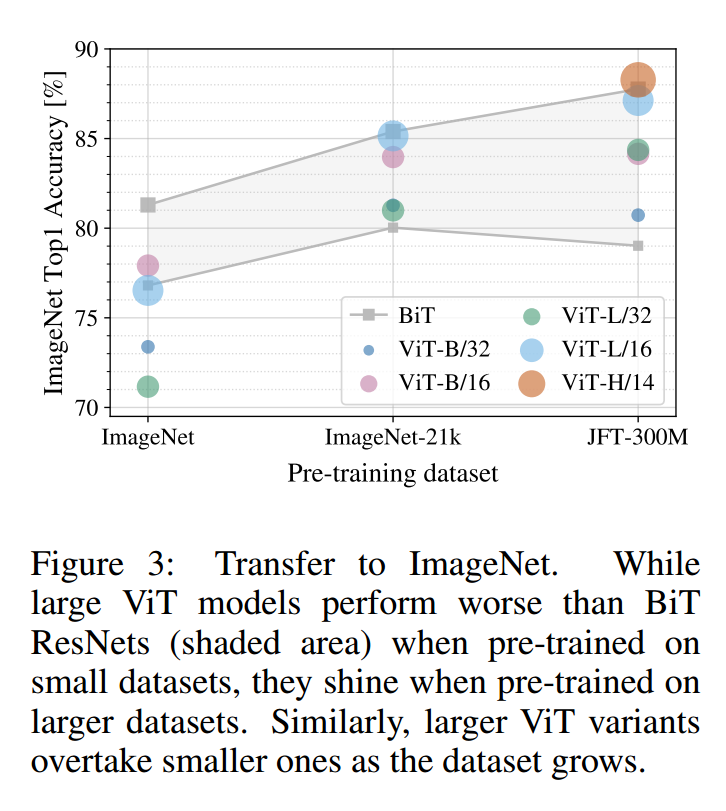 90
85
80
75
70
ImageNet Top1 Accuracy [%]
BiT
ViT-B/32
ViT-B/16
ViT-L/32
ViT-L/16
ViT-H/14
ImageNet ImageNet-21k JFT-300M
Pre-training dataset
Figure 3: Transfer to ImageNet. While
large ViT models perform worse than BiT
ResNets (shaded area) when pre-trained on
small datasets, they shine when pre-trained on
larger datasets. Similarly, larger ViT variants
overtake smaller ones as the dataset grows.